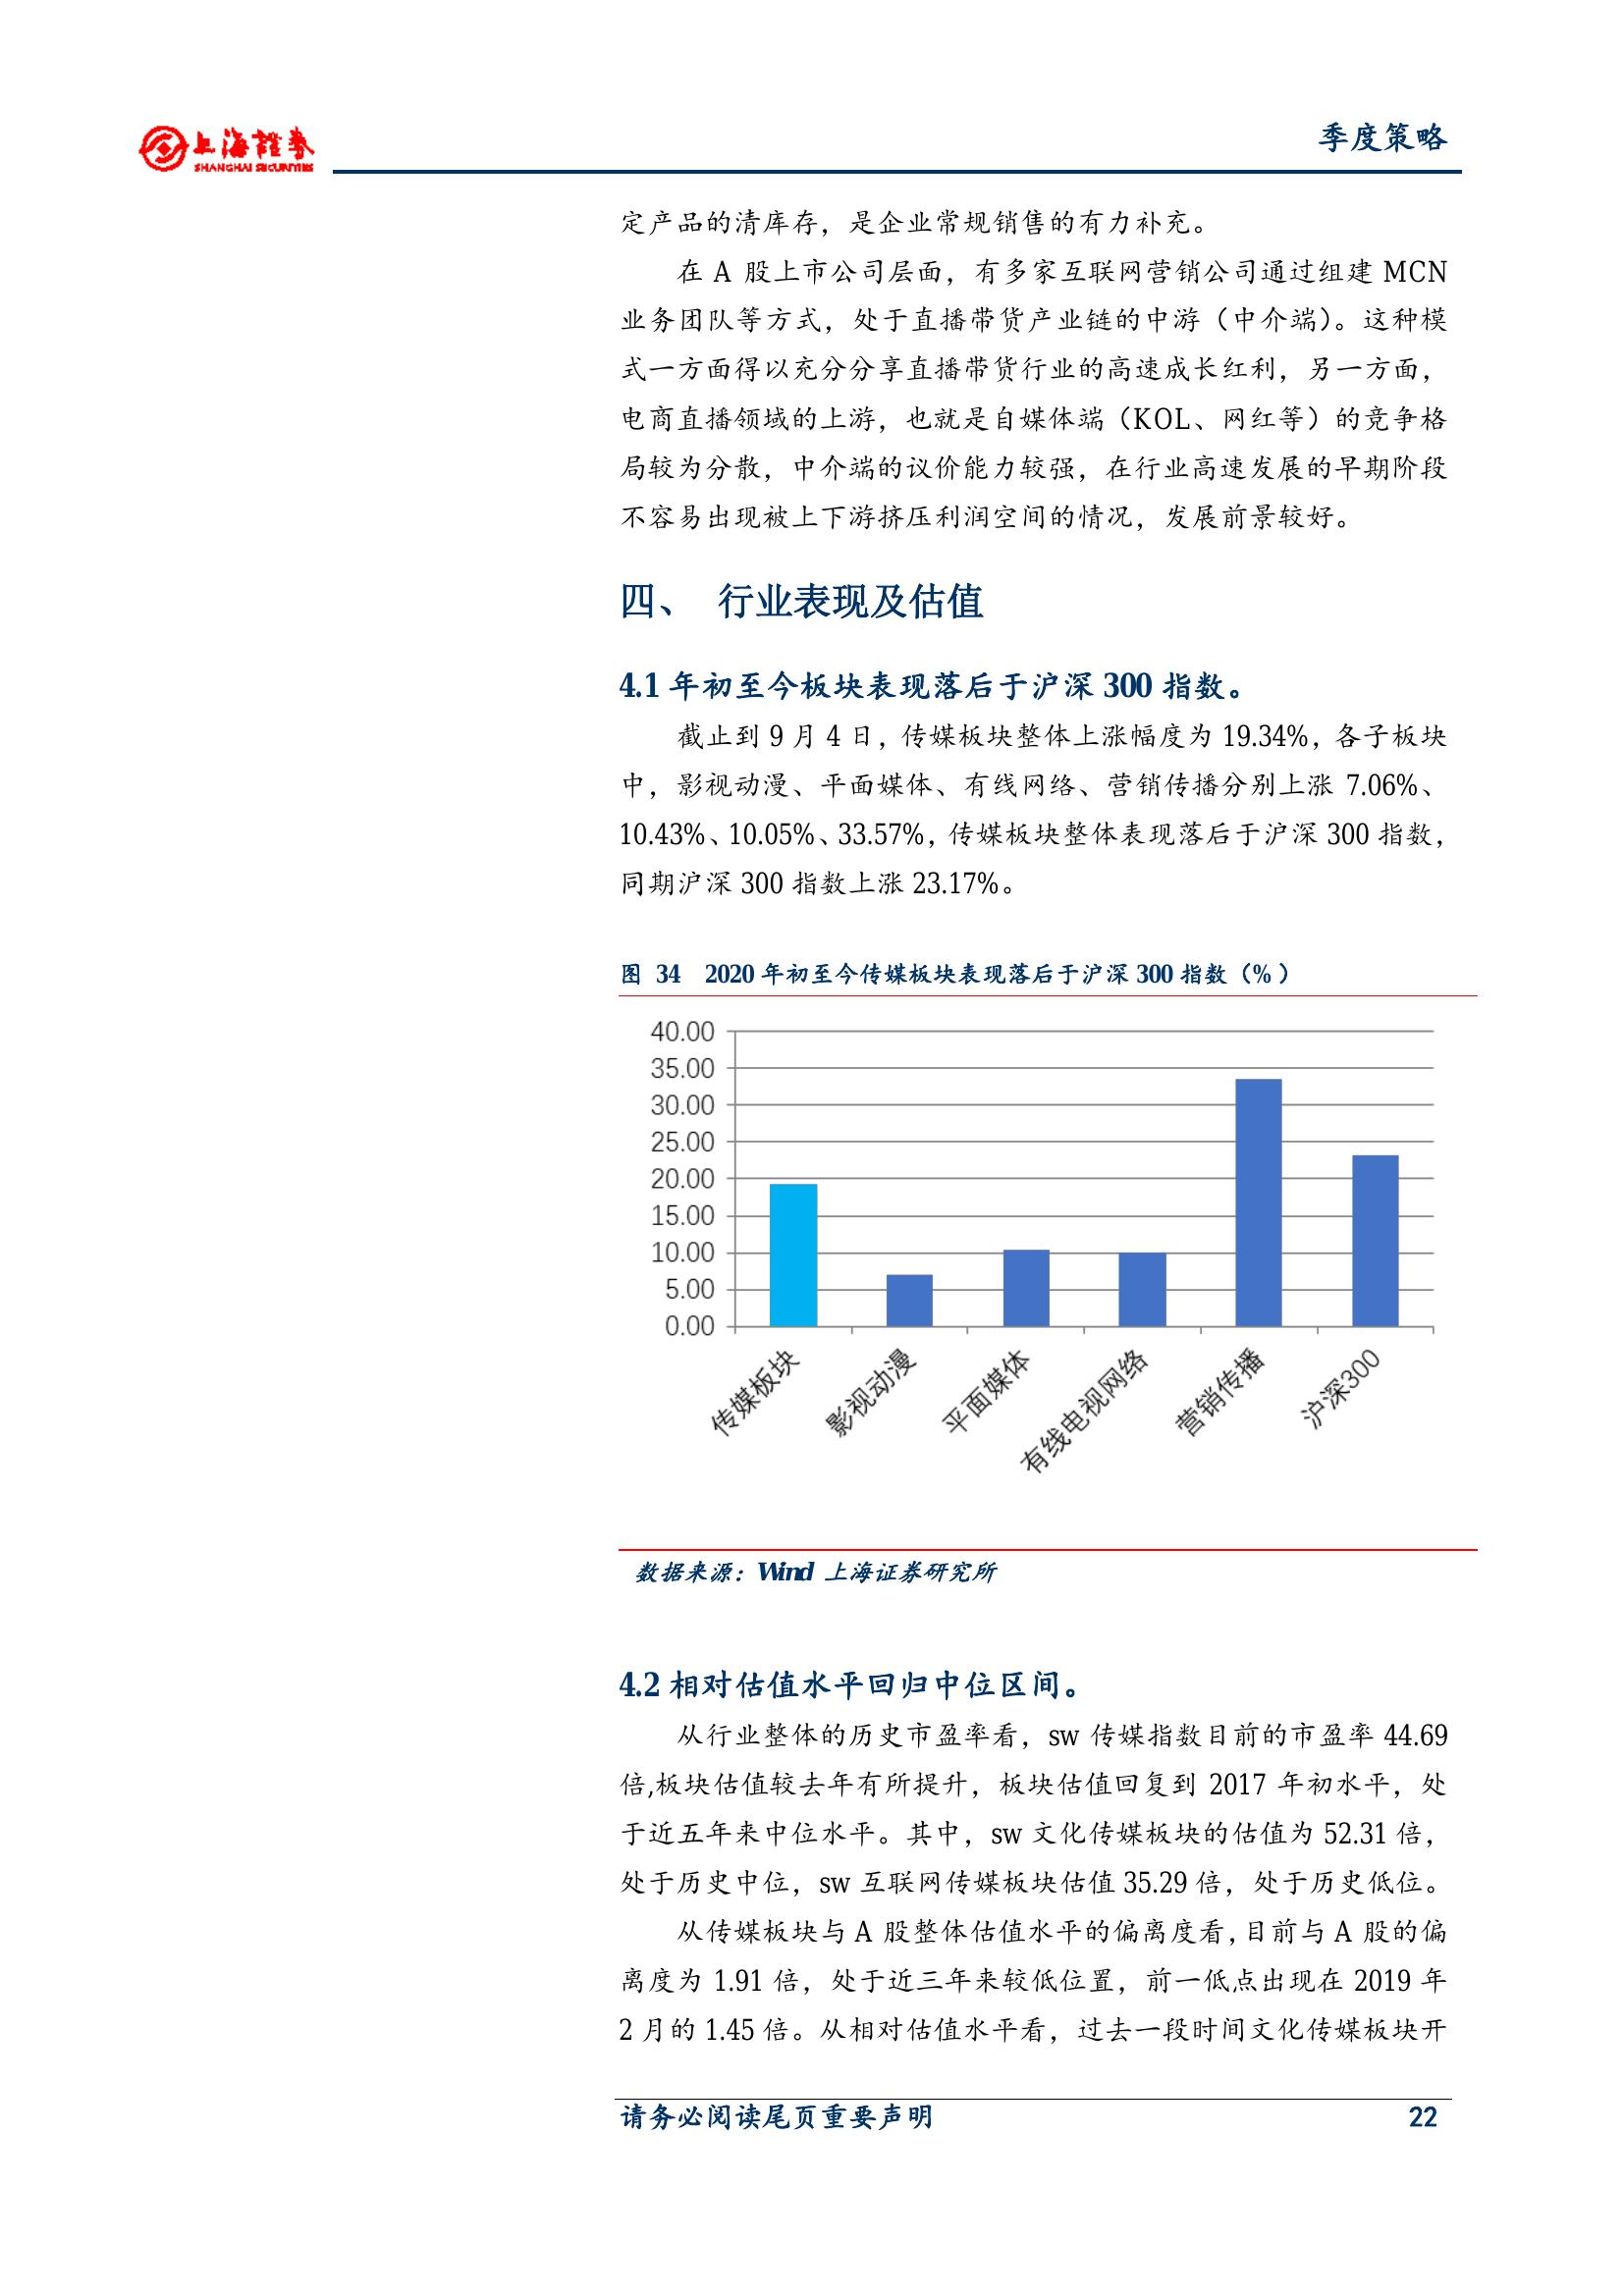 上海證券
SHANGHAI SECURITIES
季度策略
定产品的清库存，是企业常规销售的有力补充。
在 A 股上市公司层面，有多家互联网营销公司通过组建 MCN
业务团队等方式，处于直播带货产业链的中游（中介端）。这种模
式一方面得以充分分享直播带货行业的高速成长红利，另一方面，
电商直播领域的上游，也就是自媒体端（KOL、网红等）的竞争格
局较为分散，中介端的议价能力较强，在行业高速发展的早期阶段
不容易出现被上下游挤压利润空间的情况，发展前景较好。
四、 行业表现及估值
4.1 年初至今板块表现落后于沪深 300 指数。
截止到 9 月 4 日，传媒板块整体上涨幅度为 19.34%，各子板块
中，影视动漫、平面媒体、有线网络、营销传播分别上涨 7.06%、
10.43%、10.05%、33.57%，传媒板块整体表现落后于沪深 300 指数，
同期沪深 300 指数上涨 23.17%。
图 34 2020 年初至今传媒板块表现落后于沪深 300 指数（%）
40.00
35.00
30.00
25.00
20.00
15.00
10.00
5.00
0.00
传媒板块
影视动漫
平面媒体
有线电视网络
营销传播
沪深300
数据来源：Wind 上海证券研究所
4.2 相对估值水平回归中位区间。
从行业整体的历史市盈率看，sw 传媒指数目前的市盈率 44.69
倍,板块估值较去年有所提升，板块估值回复到 2017 年初水平，处
于近五年来中位水平。其中，sw 文化传媒板块的估值为 52.31 倍，
处于历史中位，sw 互联网传媒板块估值 35.29 倍，处于历史低位。
从传媒板块与 A 股整体估值水平的偏离度看，目前与 A 股的偏
离度为 1.91 倍，处于近三年来较低位置，前一低点出现在 2019 年
2 月的 1.45 倍。从相对估值水平看，过去一段时间文化传媒板块开
请务必阅读尾页重要声明
22